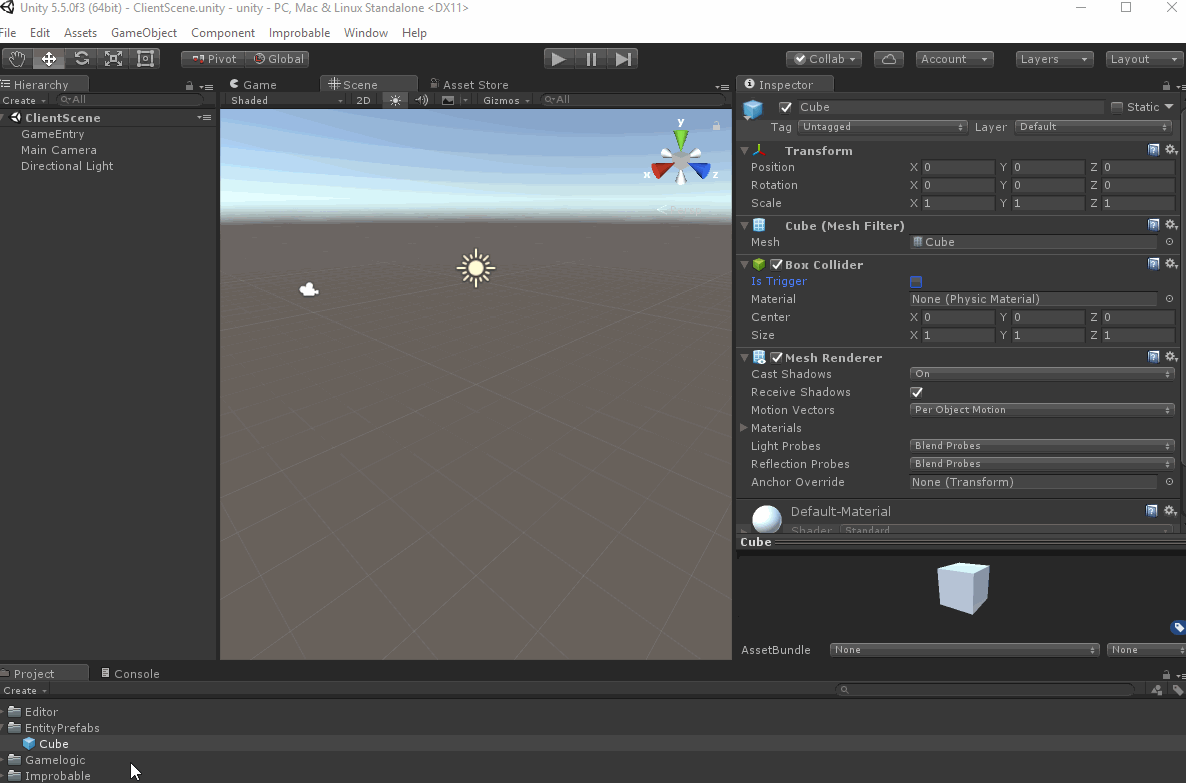 Unity 5.5.0f3 (64bit) - ClientScene.unity - unity - PC, Mac & Linux Standalone <DX11>
File Edit Assets GameObject Component Improbable Window Help
Pivot Global Collab Account Layers Layout
Hierarchy Game Scene Asset Store Inspector
Create All Shaded 2D Gizmos All
Cube Static
ClientScene
Tag Untagged Layer Default
GameEntry
Main Camera
Directional Light
y
x
z
Persp
Transform
Position X 0 Y 0 Z 0
Rotation X 0 Y 0 Z 0
Scale X 1 Y 1 Z 1
Cube (Mesh Filter)
Mesh Cube
Box Collider
Is Trigger
Material None (Physic Material)
Center X 0 Y 0 Z 0
Size X 1 Y 1 Z 1
Mesh Renderer
Cast Shadows On
Receive Shadows
Motion Vectors Per Object Motion
Materials
Light Probes Blend Probes
Reflection Probes Blend Probes
Anchor Override None (Transform)
Default-Material
Shader Standard
Cube
AssetBundle None None
Project Console
Create
Editor
EntityPrefabs
Cube
Gamelogic
Improbable